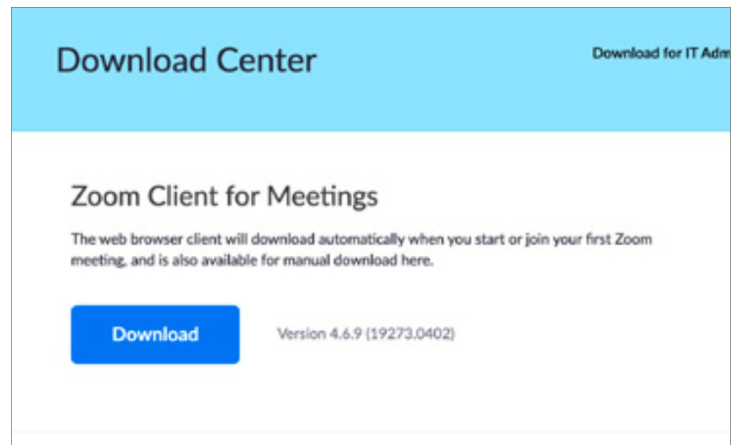 Download Center
Download for IT Adm
Zoom Client for Meetings
The web browser client will download automatically when you start or join your first Zoom
meeting, and is also available for manual download here.
Download
Version 4.6.9 (19273.0402)